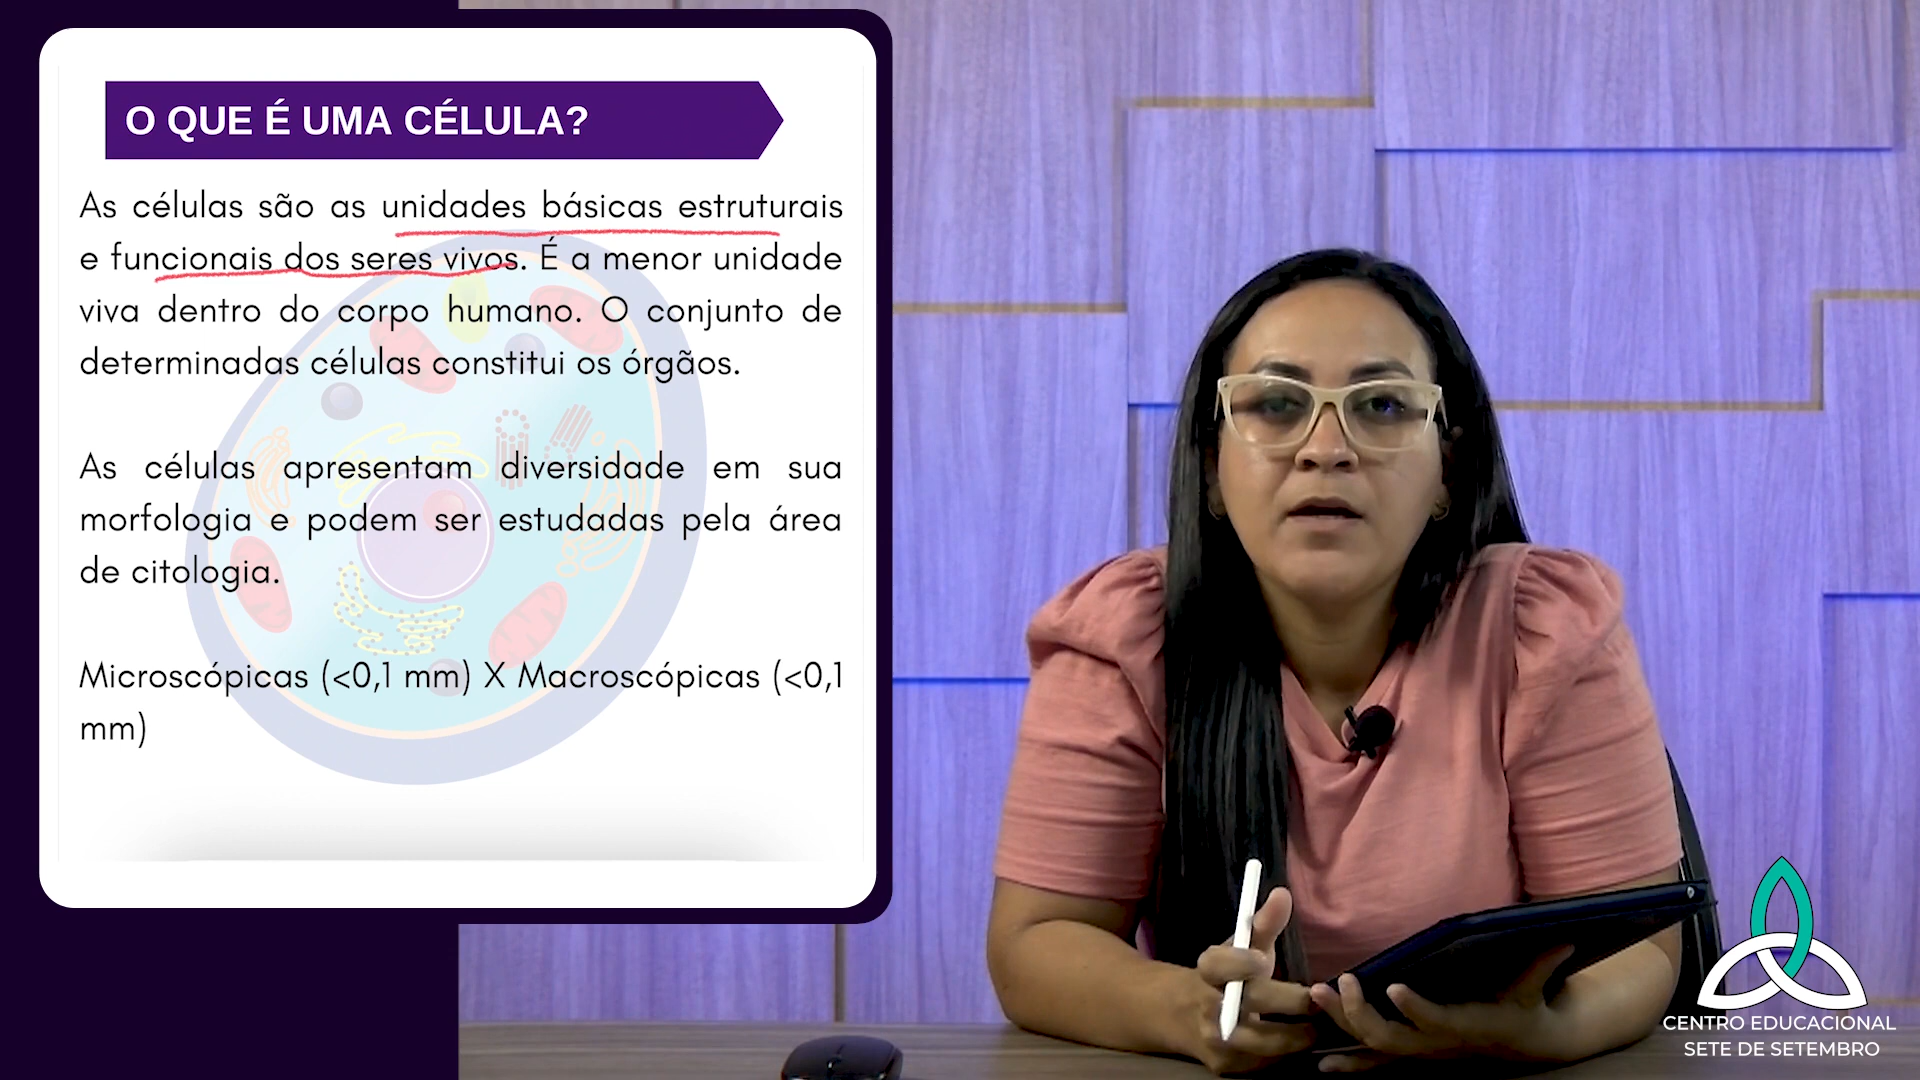 O QUE É UMA CÉLULA?
As células são as unidades básicas estruturais
e funcionais dos seres vivos. É a menor unidade
viva dentro do corpo humano. O conjunto de
determinadas células constitui os órgãos.
As células apresentam diversidade em sua
morfologia e podem ser estudadas pela área
de citologia.
Microscópicas (<0,1 mm) X Macroscópicas (<0,1
mm)
CENTRO EDUCACIONAL
SETE DE SETEMBRO